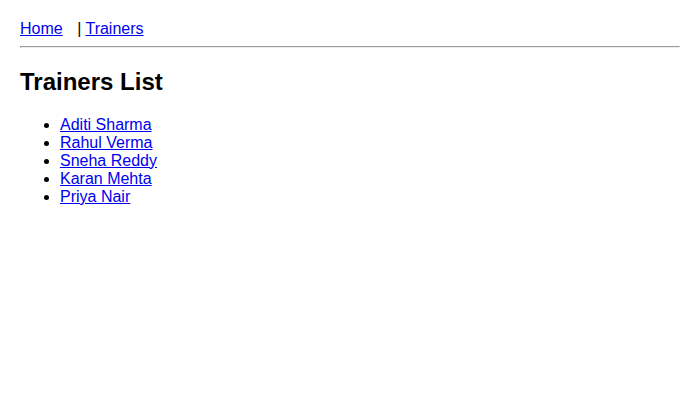 Home | Trainers
Trainers List
Aditi Sharma
Rahul Verma
Sneha Reddy
Karan Mehta
Priya Nair